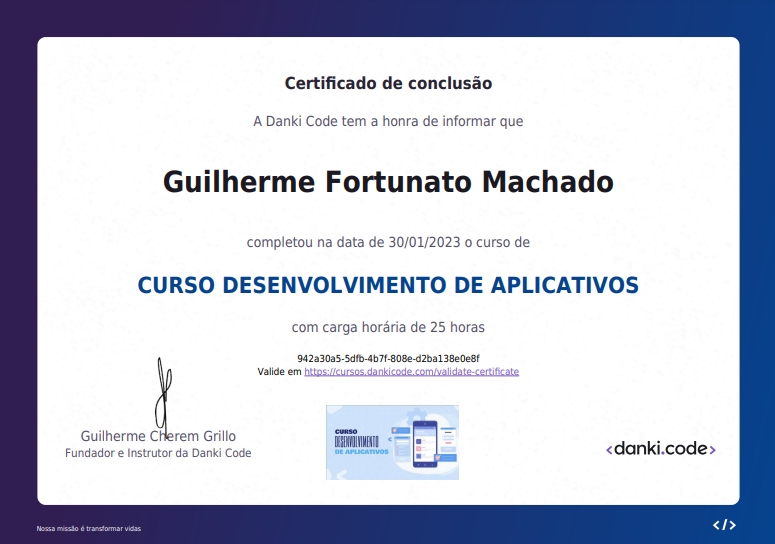 Certificado de conclusão
A Danki Code tem a honra de informar que
Guilherme Fortunato Machado
completou na data de 30/01/2023 o curso de
CURSO DESENVOLVIMENTO DE APLICATIVOS
com carga horária de 25 horas
942a30a5-5dfb-4b7f-808e-d2ba138e0e8f
Valide em https://cursos.dankicode.com/validate-certificate
Guilherme Cherem Grillo
Fundador e Instrutor da Danki Code
CURSO
DESENVOLVIMENTO
DE APLICATIVOS
<danki.code>
Nossa missão é transformar vidas
</>